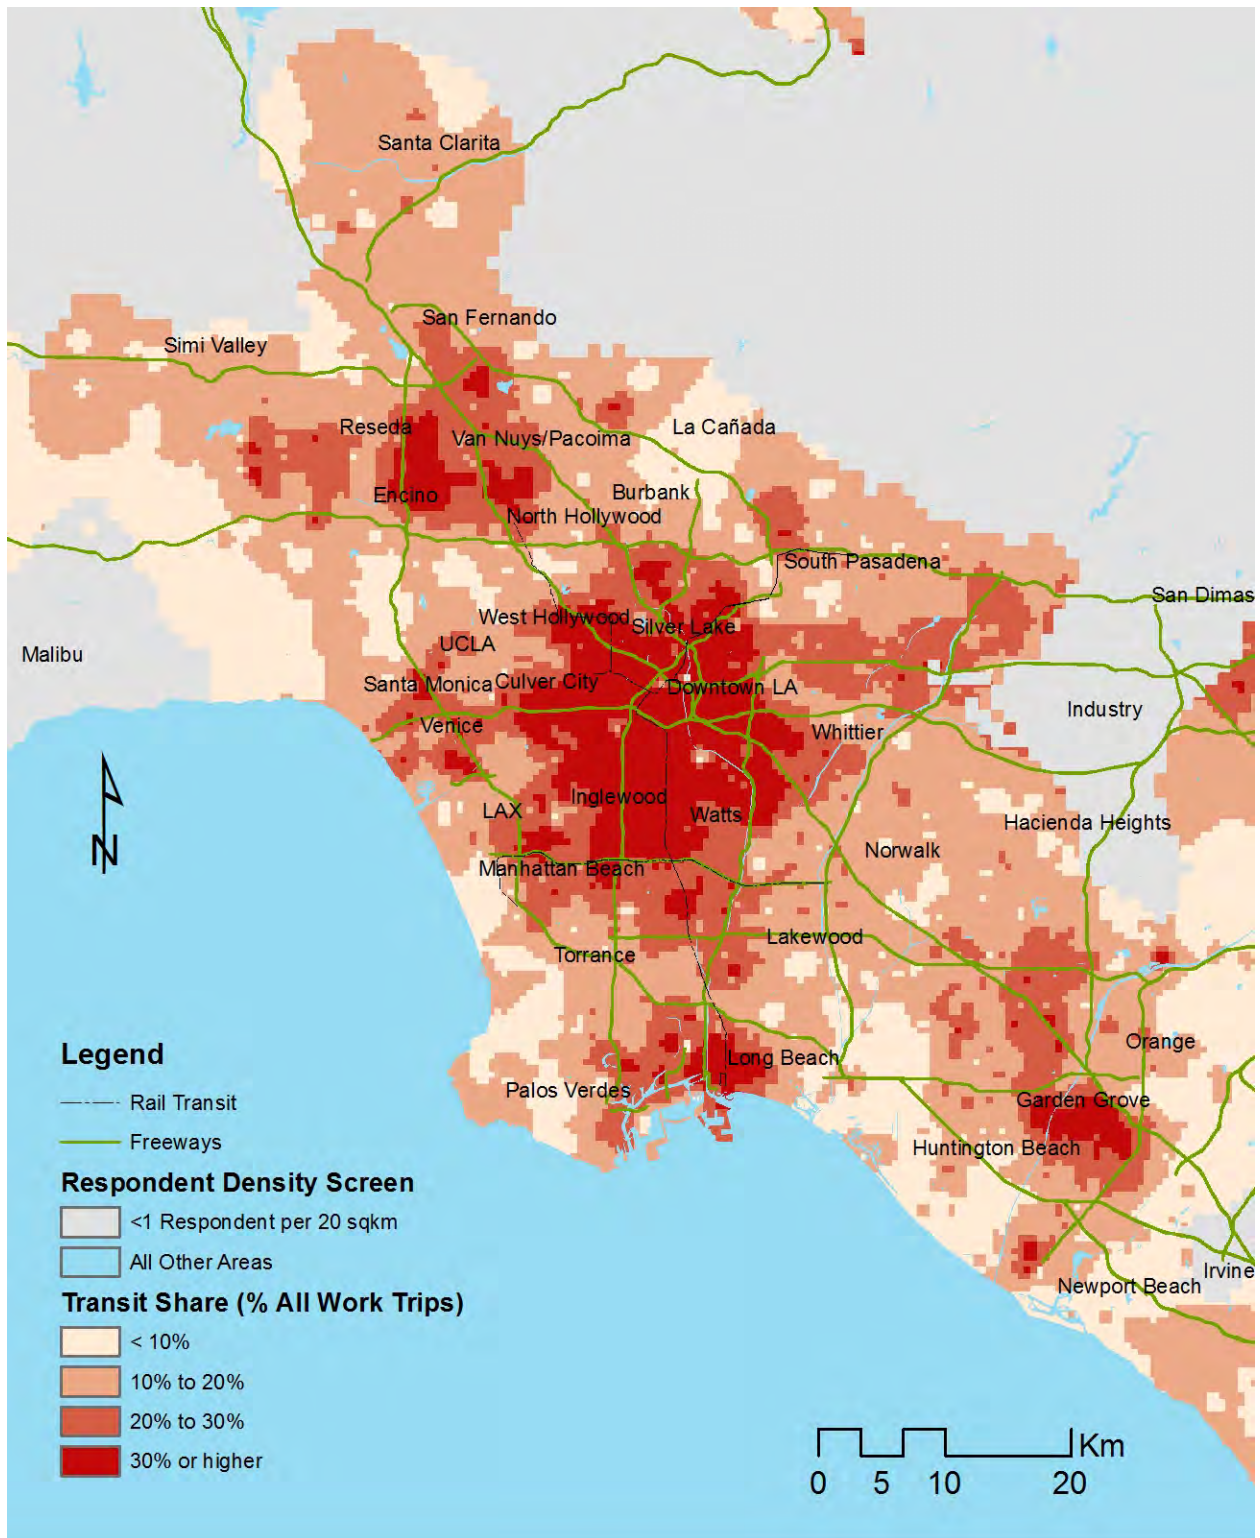 Santa Clarita
San Fernando
Simi Valley
Reseda
Van Nuys/Pacoima
La Cañada
Encino
Burbank
North Hollywood
South Pasadena
San Dimas
West Hollywood
Silver Lake
UCLA
Malibu
Santa Monica
Culver City
Downtown LA
Industry
Venice
Whittier
Inglewood
LAX
Watts
Hacienda Heights
N
Manhattan Beach
Norwalk
Lakewood
Torrance
Orange
Long Beach
Palos Verdes
Garden Grove
Huntington Beach
Irvine
Newport Beach
Legend
Rail Transit
Freeways
Respondent Density Screen
<1 Respondent per 20 sqkm
All Other Areas
Transit Share (% All Work Trips)
< 10%
10% to 20%
20% to 30%
30% or higher
Km
0 5 10 20